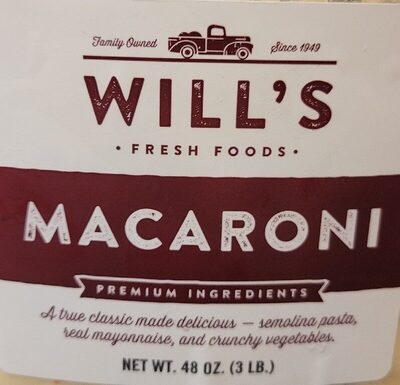 Family Owned Since 1949
WILL'S
• FRESH FOODS •
MACARONI
PREMIUM INGREDIENTS
A true classic made delicious — semolina pasta,
real mayonnaise, and crunchy vegetables.
NET WT. 48 OZ. (3 LB.)